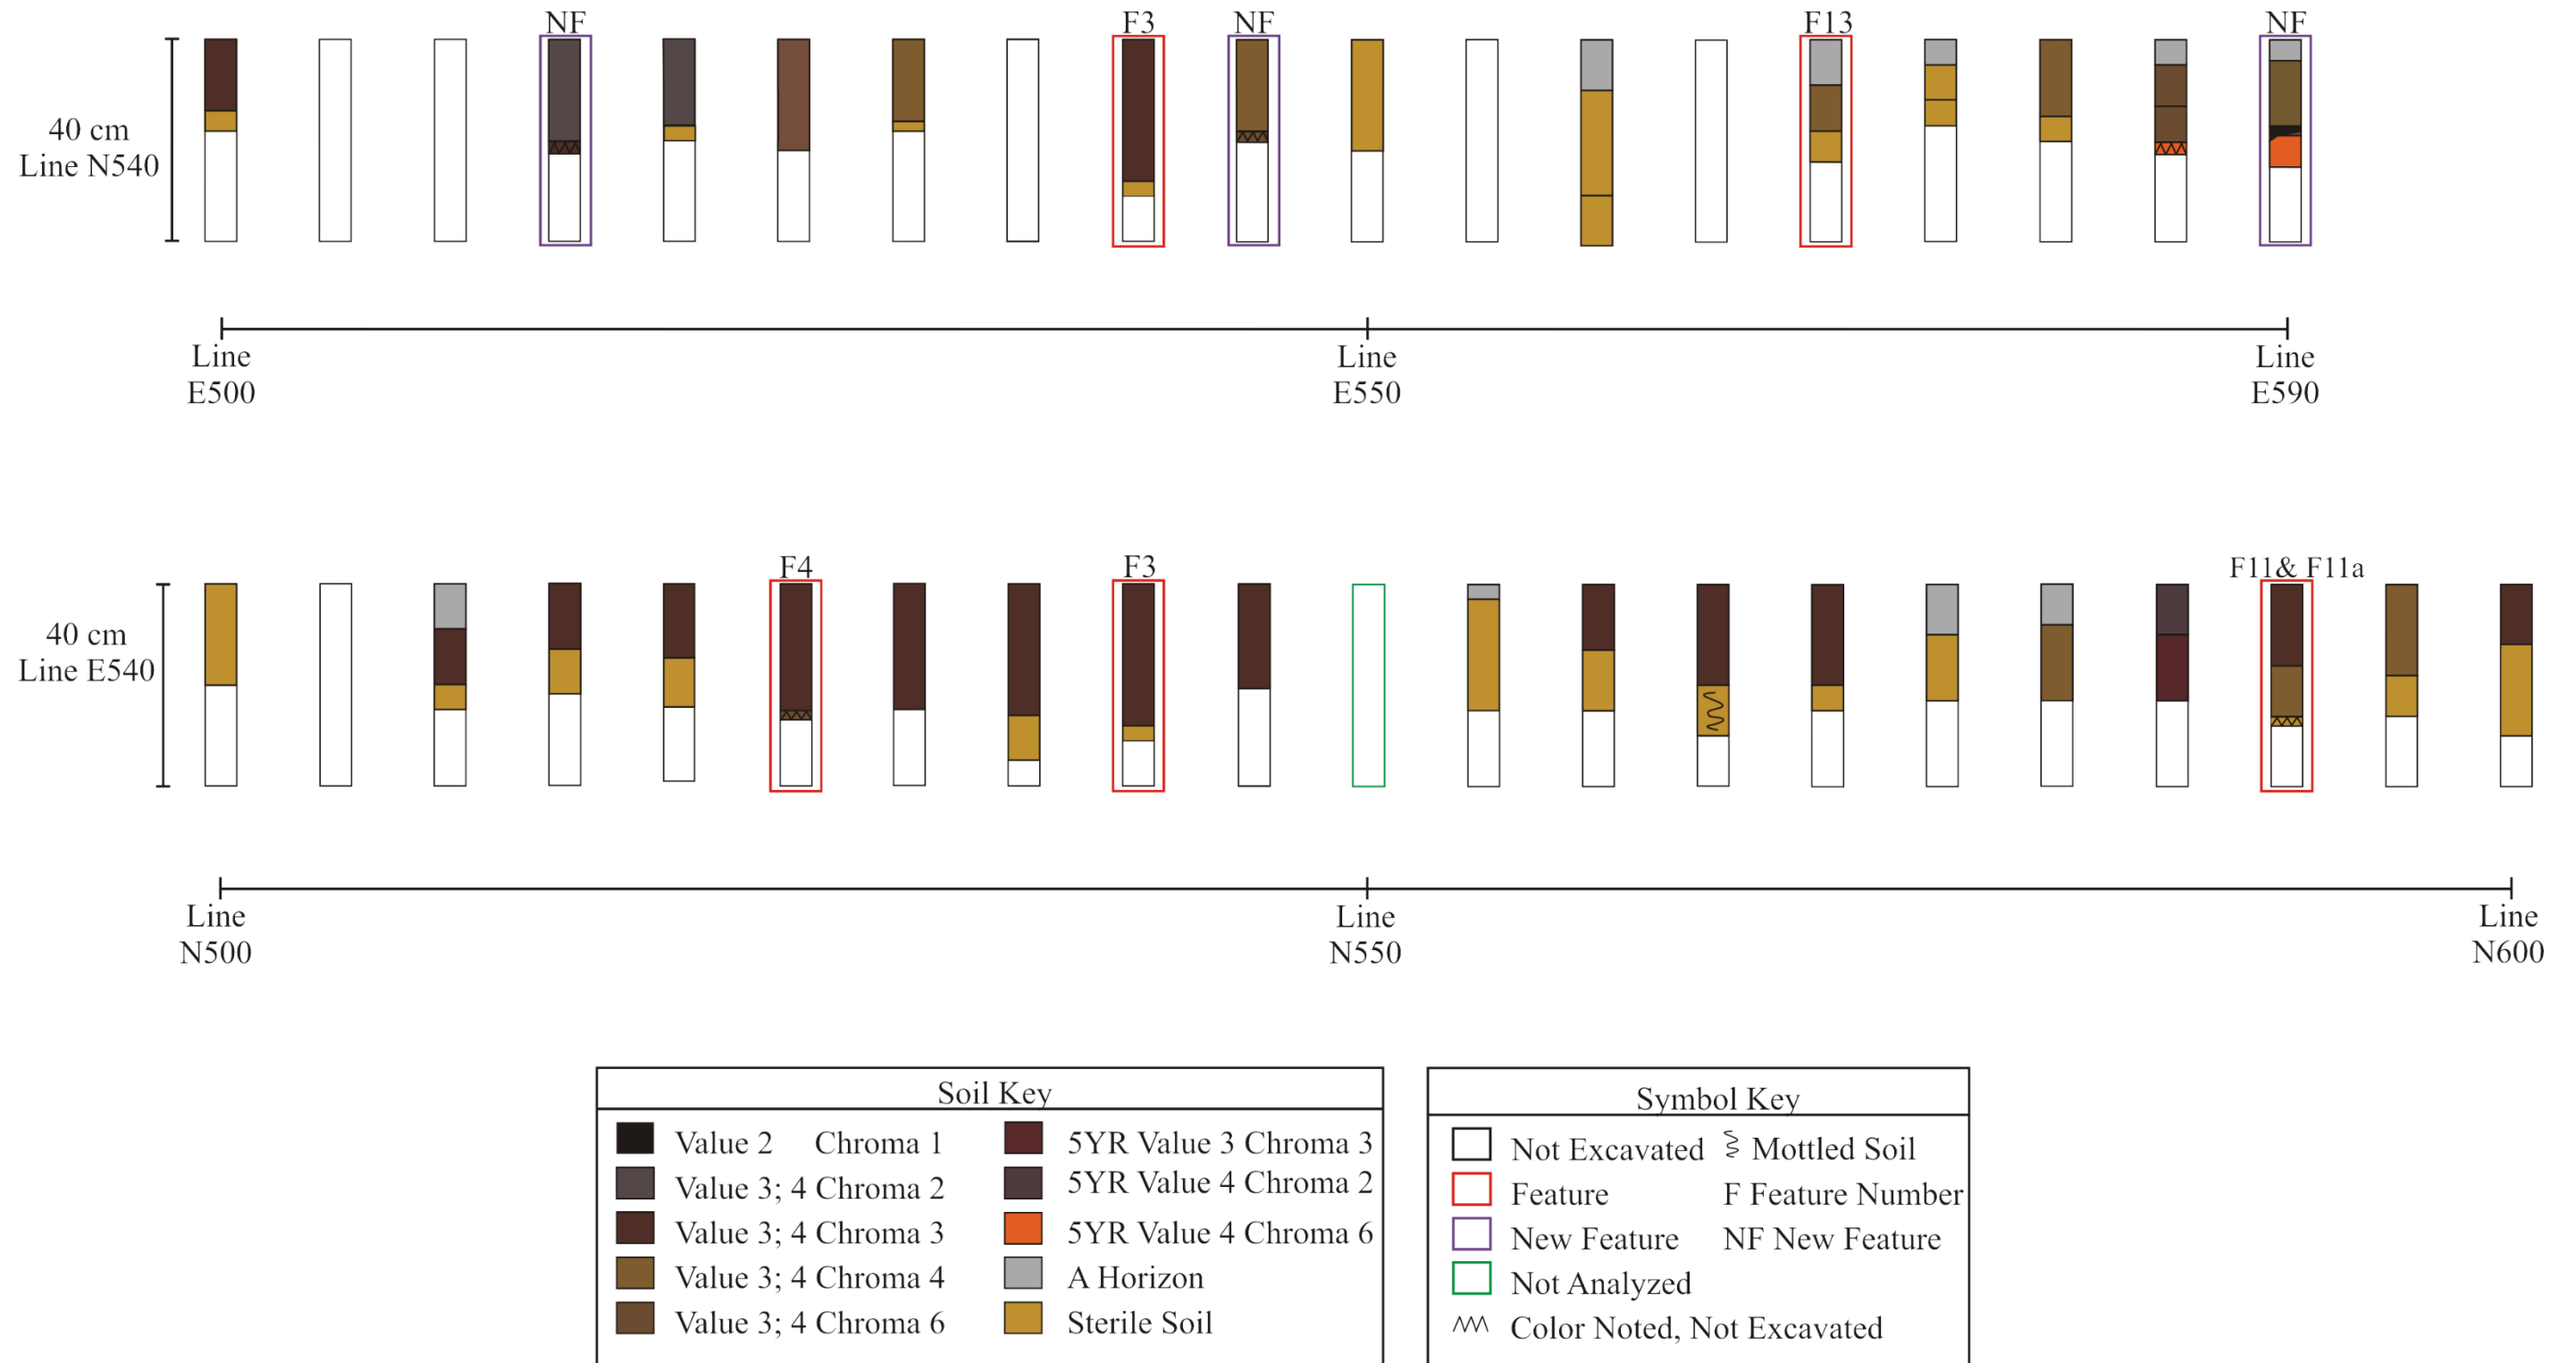 NF F3 NF F13 NF
40 cm
Line N540
Line Line Line
E500 E550 E590
F4 F3 F11& F11a
40 cm
Line E540
Line Line Line
N500 N550 N600
Soil Key
Value 2 Chroma 1
Value 3; 4 Chroma 2
Value 3; 4 Chroma 3
Value 3; 4 Chroma 4
Value 3; 4 Chroma 6
5YR Value 3 Chroma 3
5YR Value 4 Chroma 2
5YR Value 4 Chroma 6
A Horizon
Sterile Soil
Symbol Key
Not Excavated
Feature
New Feature
Not Analyzed
Color Noted, Not Excavated
Mottled Soil
F Feature Number
NF New Feature